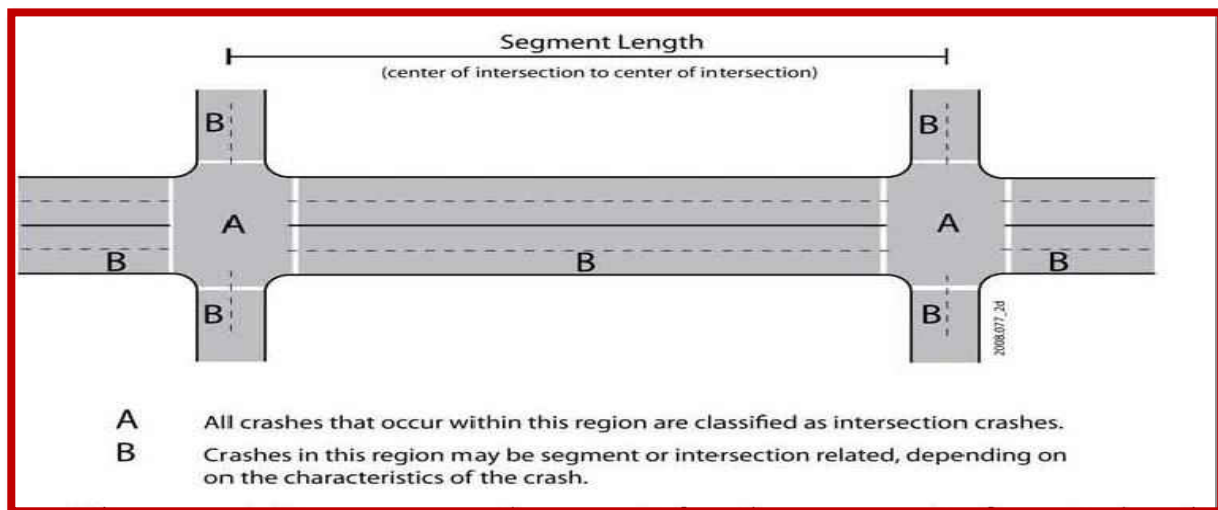 Segment Length
(center of intersection to center of intersection)
B
B
A
A
B
B
B
B
B
2008.077_2d
A All crashes that occur within this region are classified as intersection crashes.
B Crashes in this region may be segment or intersection related, depending on
on the characteristics of the crash.